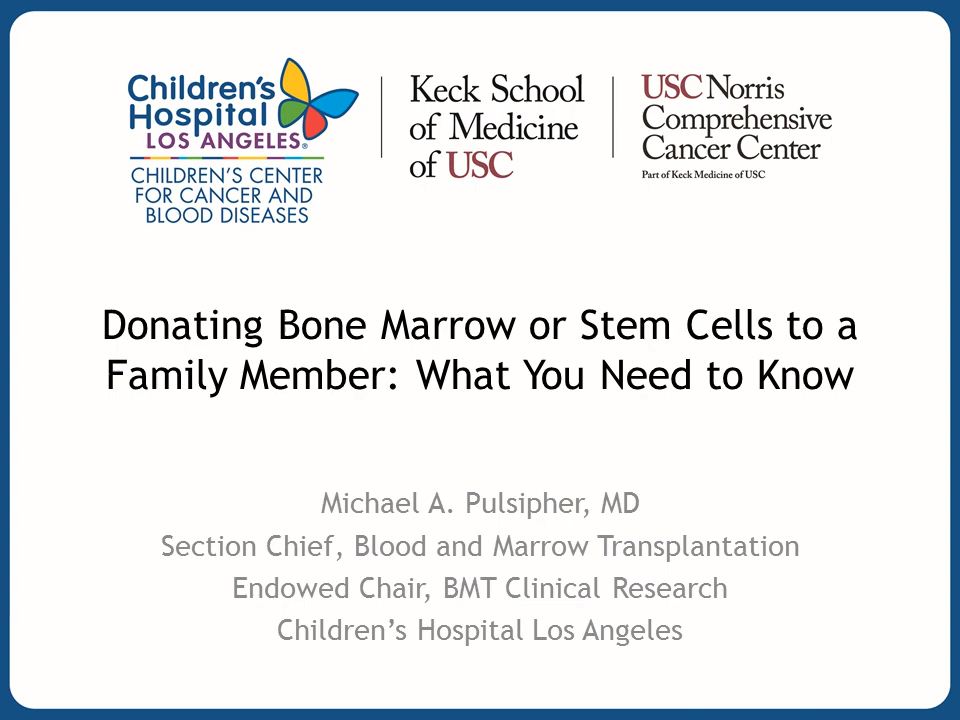 Children's
Hospital
LOS ANGELES®
CHILDREN'S CENTER
FOR CANCER AND
BLOOD DISEASES
Keck School
of Medicine
of USC
USC Norris
Comprehensive
Cancer Center
Part of Keck Medicine of USC
Donating Bone Marrow or Stem Cells to a
Family Member: What You Need to Know
Michael A. Pulsipher, MD
Section Chief, Blood and Marrow Transplantation
Endowed Chair, BMT Clinical Research
Children's Hospital Los Angeles